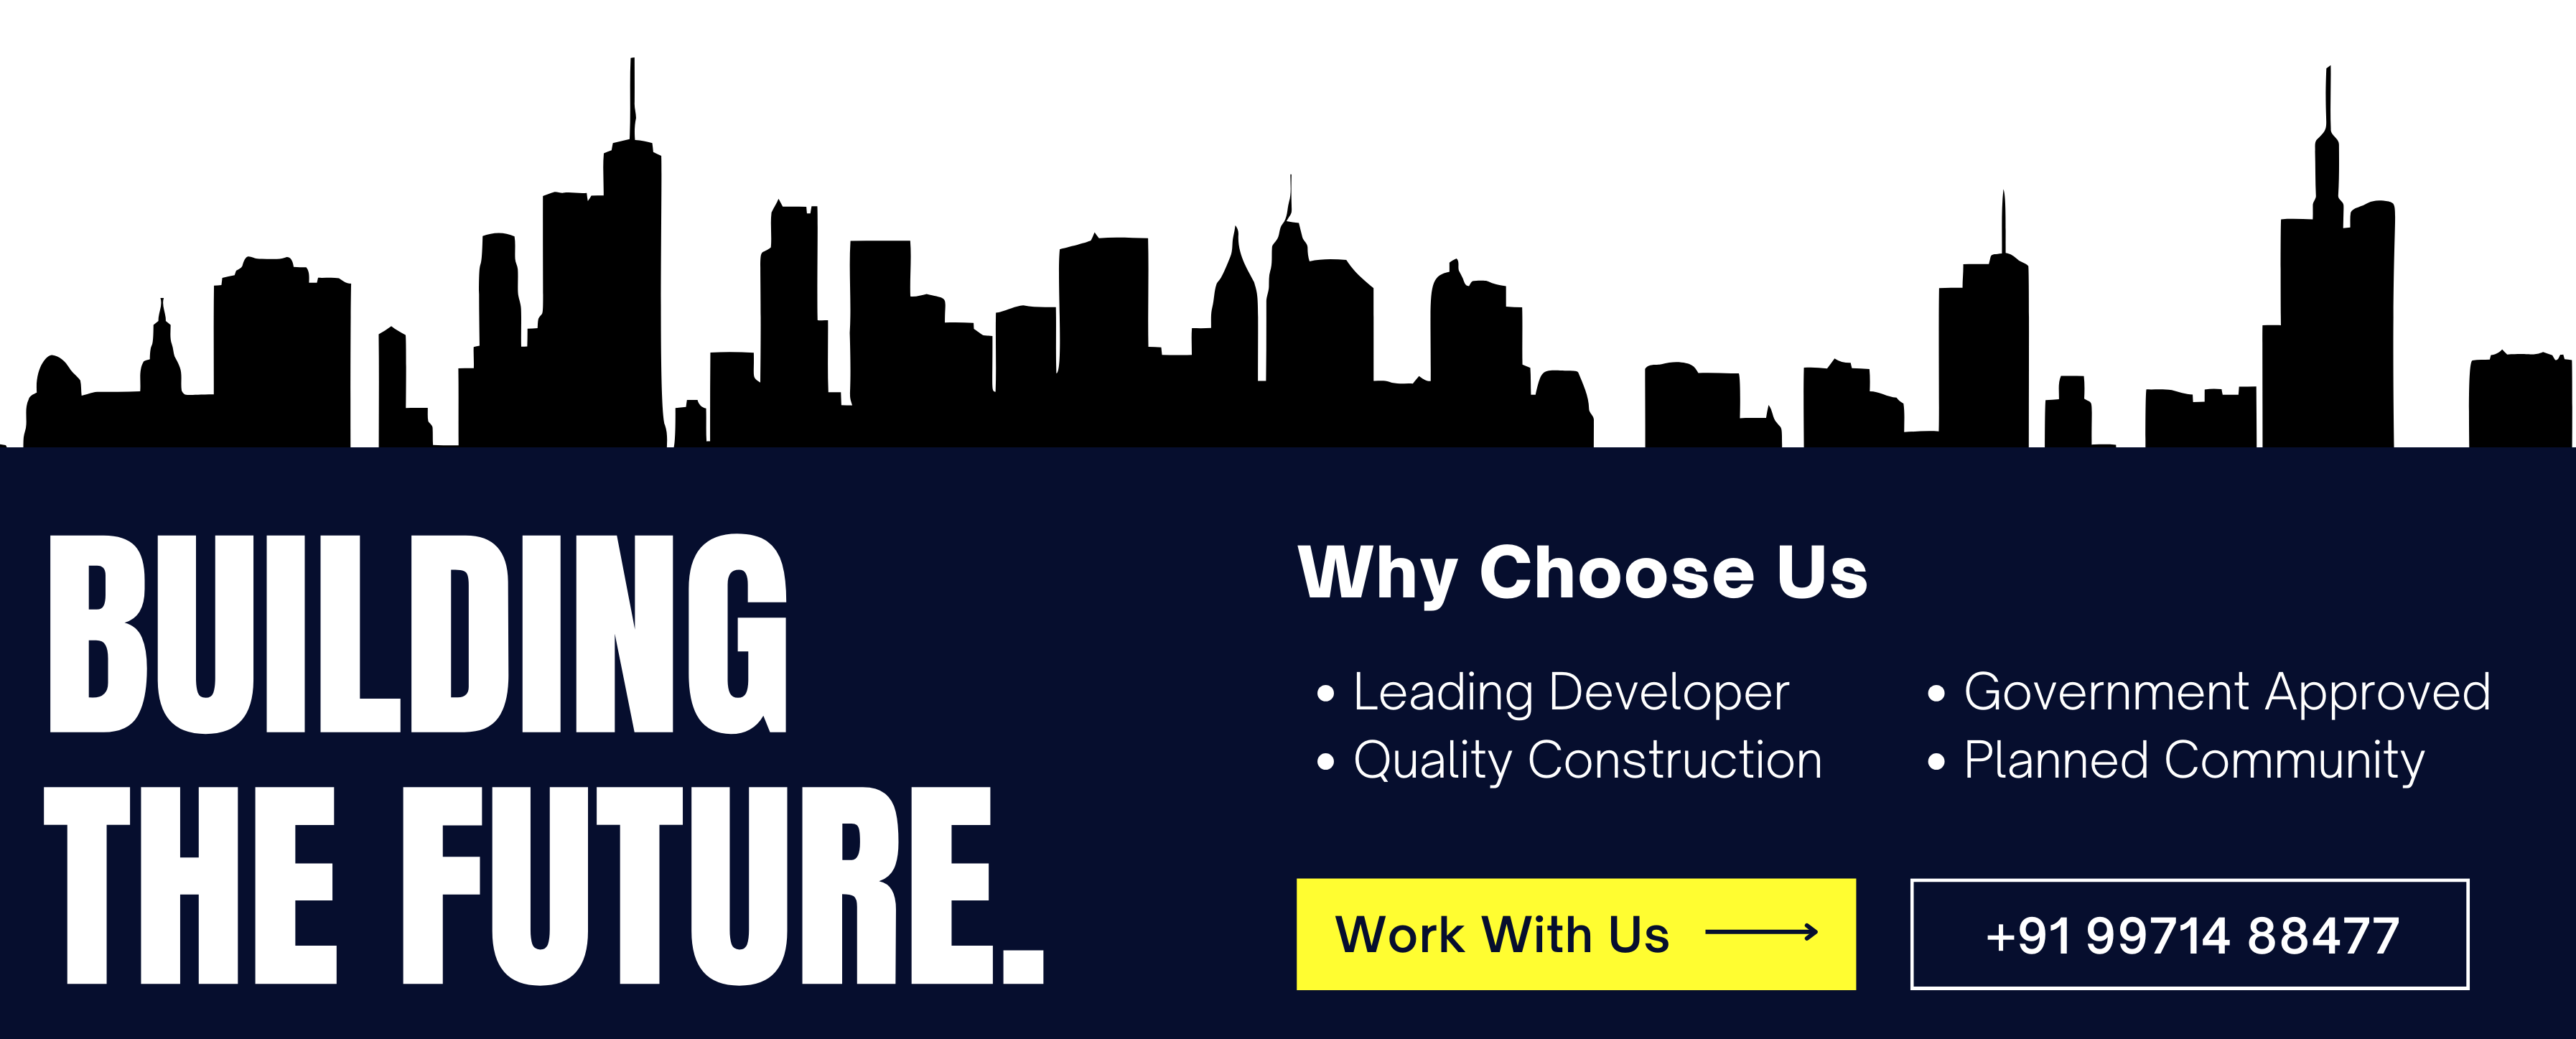 BUILDING
THE FUTURE.
Why Choose Us
• Leading Developer
• Quality Construction
• Government Approved
• Planned Community
Work With Us
+91 99714 88477